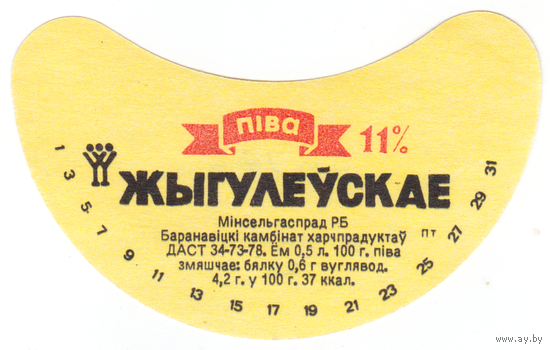 піва
11%
ЖЫГУЛЕЎСКАЕ
Мінсельгаспрад РБ
Баранавіцкі камбінат харчпрадуктаў
ДАСТ 34-73-78. Ём 0,5 л. 100 г. піва
змяшчае: бялку 0,6 г вуглявод.
4,2 г. у 100 г. 37 ккал.
пт
1 3 5 7 9 11 13 15 17 19 21 23 25 27 29 31
www.ay.by